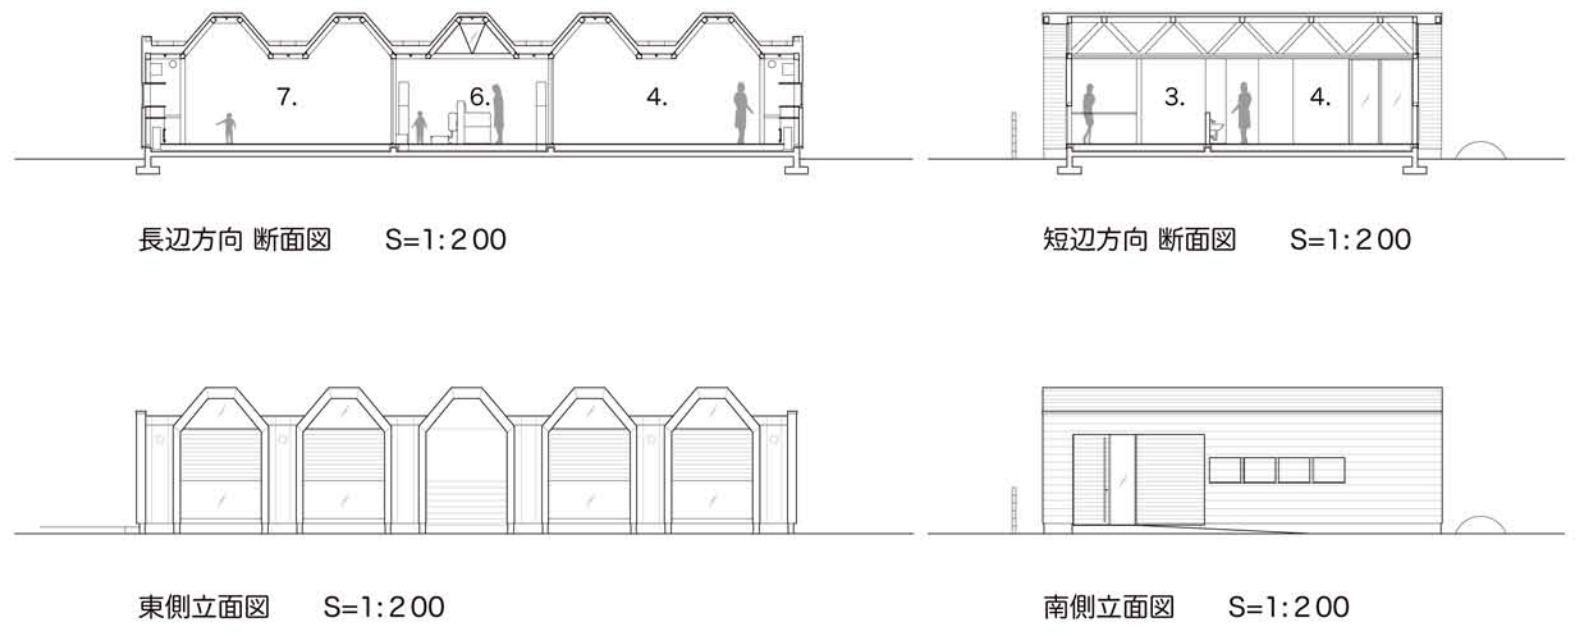 7. 6. 4. 3. 4.
長辺方向 断面図 S=1:200
短辺方向 断面図 S=1:200
東側立面図 S=1:200
南側立面図 S=1:200